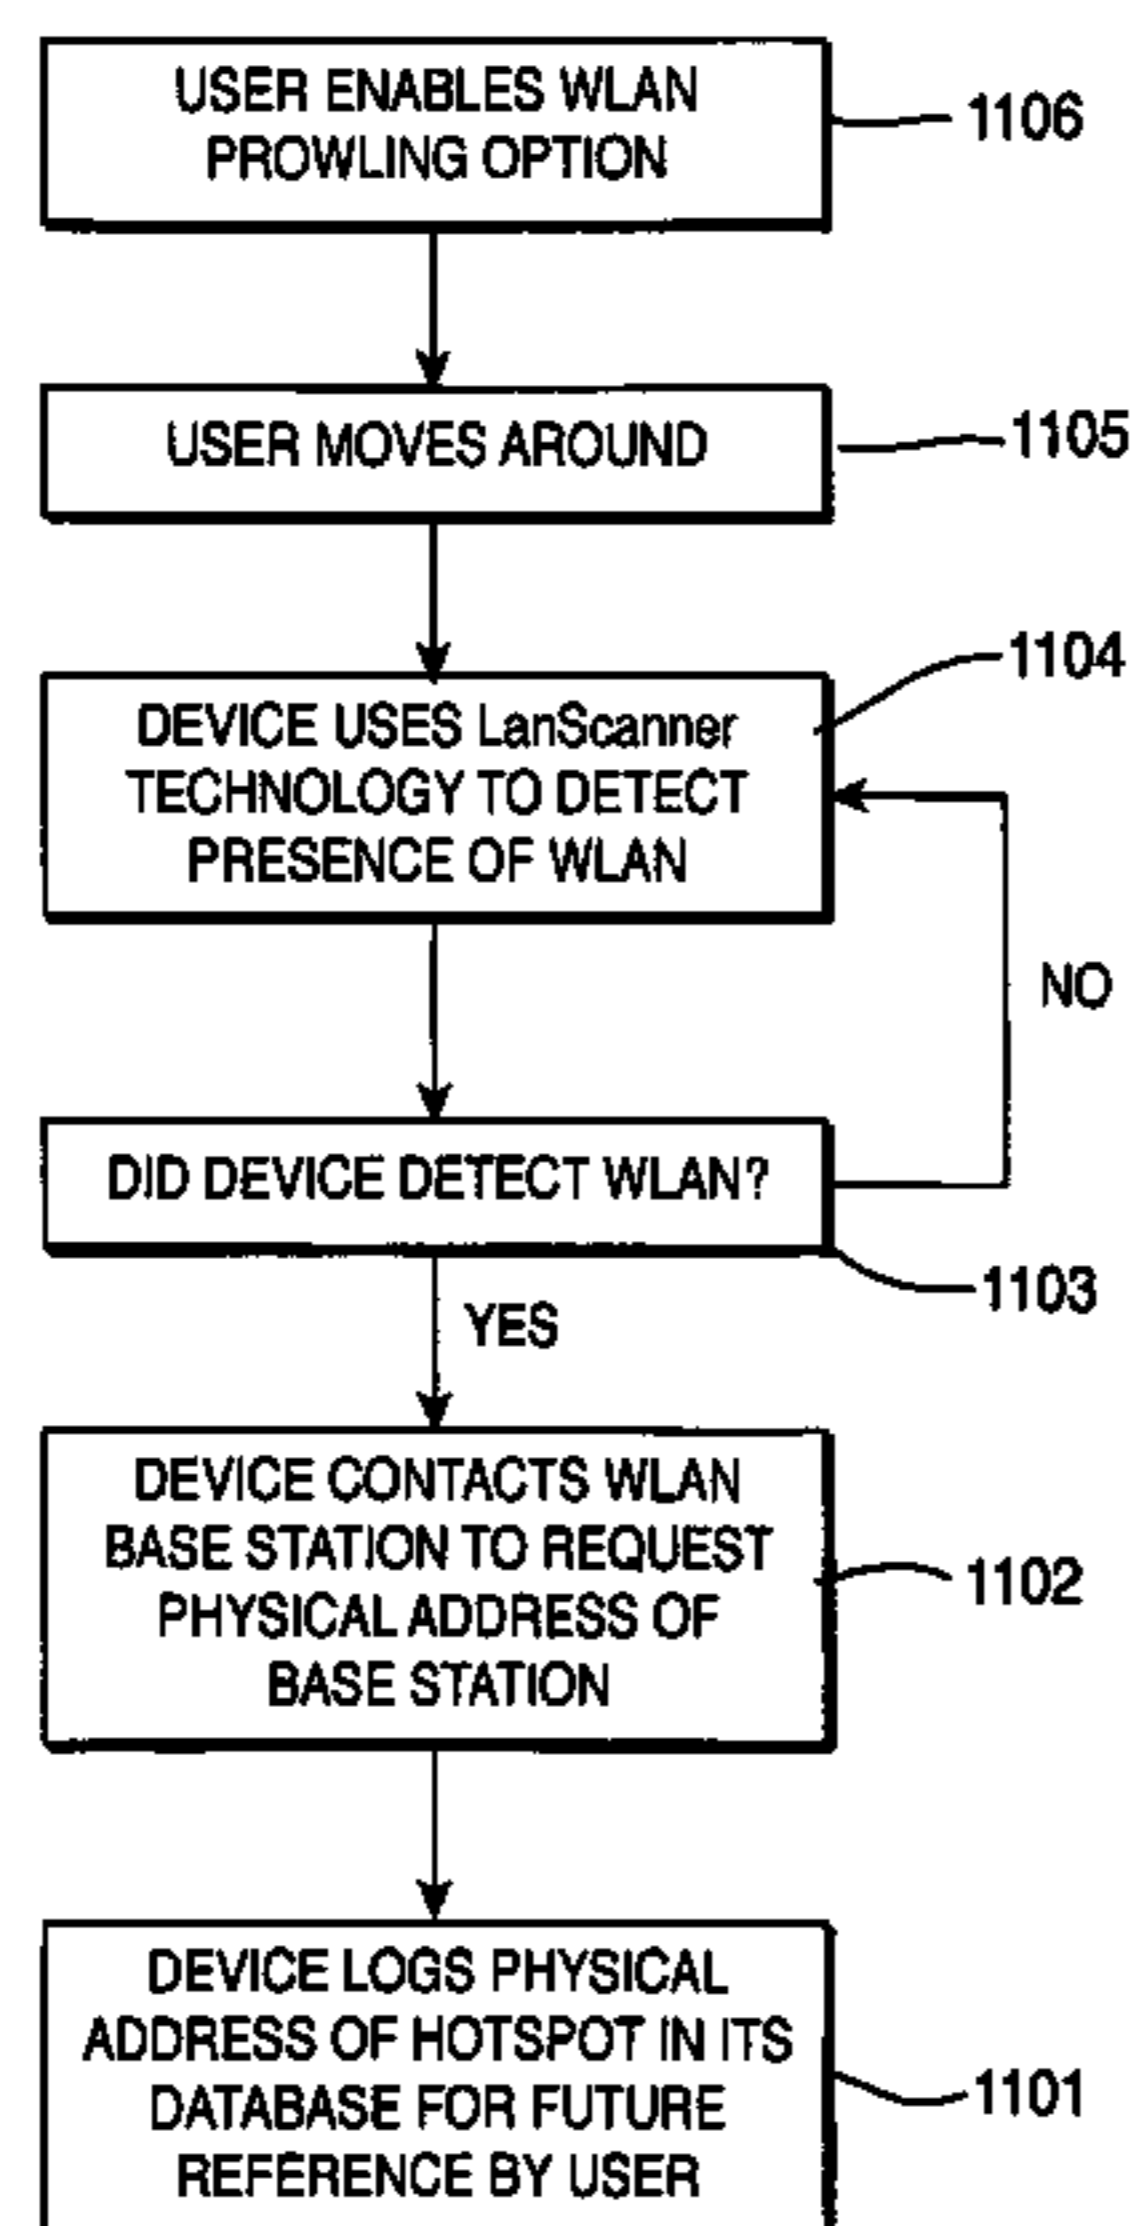 USER ENABLES WLAN
PROWLING OPTION
1106
USER MOVES AROUND
1105
1104
DEVICE USES LanScanner
TECHNOLOGY TO DETECT
PRESENCE OF WLAN
NO
DID DEVICE DETECT WLAN?
1103
YES
DEVICE CONTACTS WLAN
BASE STATION TO REQUEST
PHYSICAL ADDRESS OF
BASE STATION
1102
DEVICE LOGS PHYSICAL
ADDRESS OF HOTSPOT IN ITS
DATABASE FOR FUTURE
REFERENCE BY USER
1101